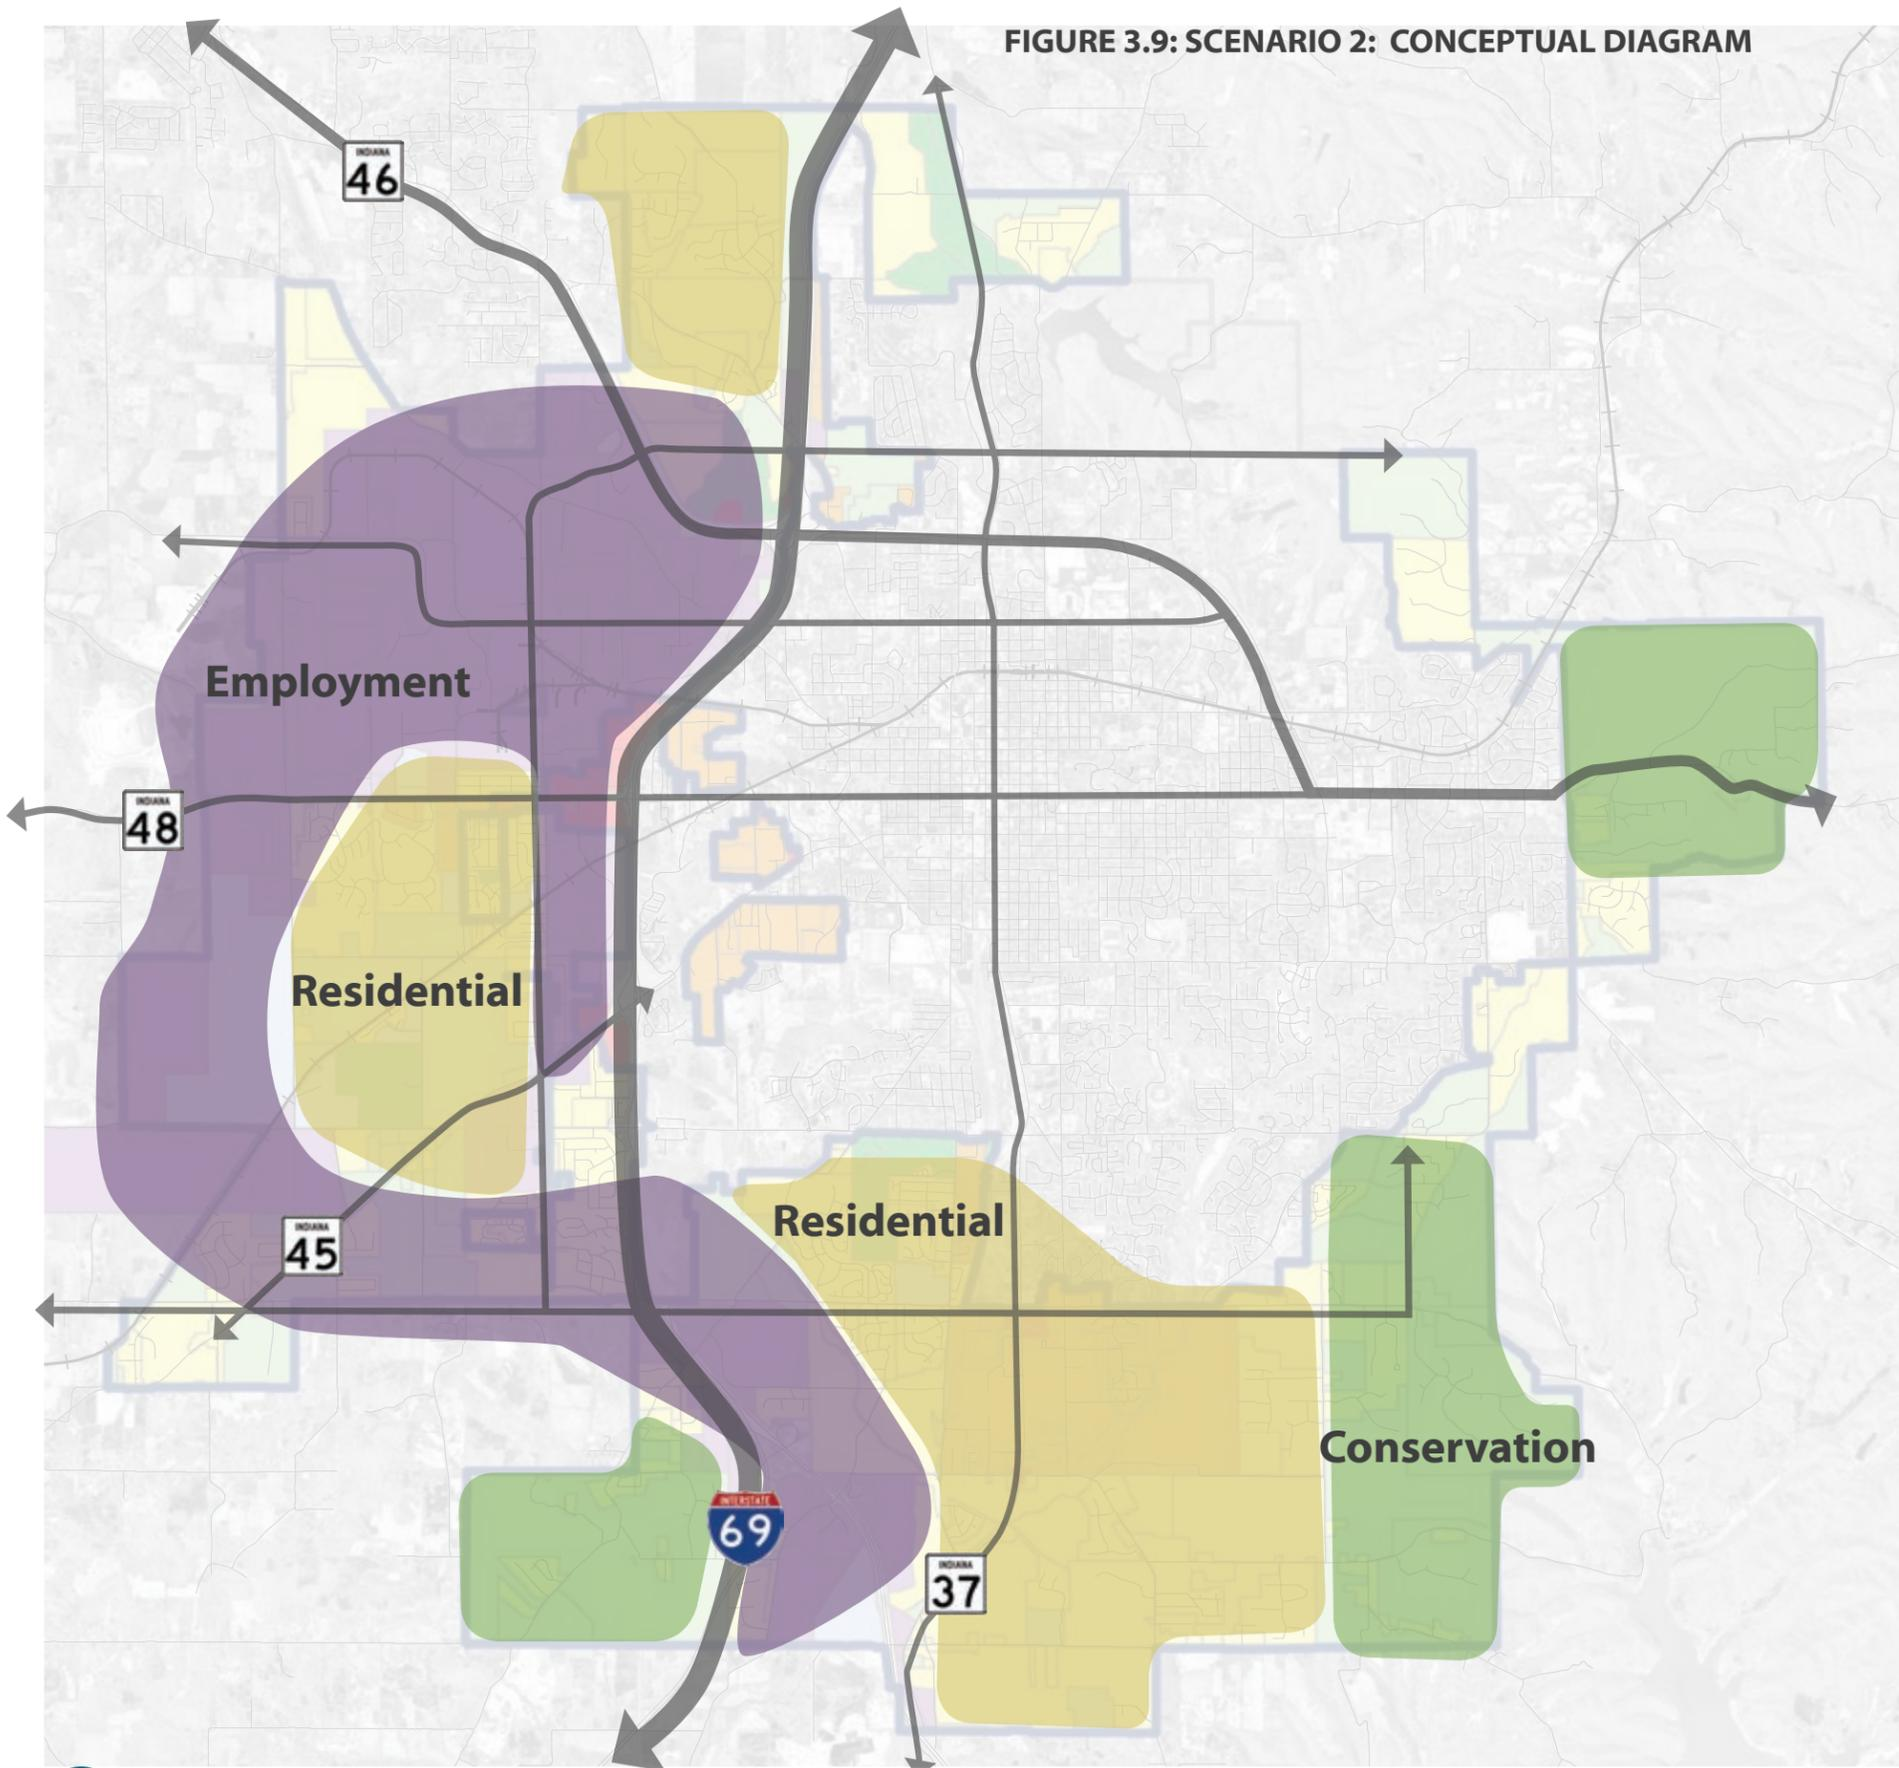 FIGURE 3.9: SCENARIO 2: CONCEPTUAL DIAGRAM
INDIANA
46
Employment
INDIANA
48
Residential
Residential
INDIANA
45
Conservation
INTERSTATE
69
INDIANA
37